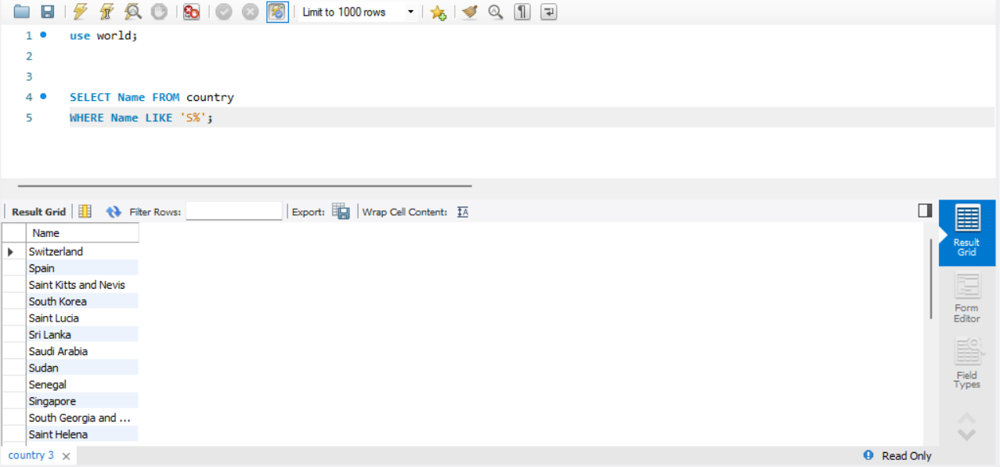 Limit to 1000 rows
1 use world;
2
3
4 SELECT Name FROM country
5 WHERE Name LIKE 'S%';
Result Grid Filter Rows: Export: Wrap Cell Content: IA
Name
Switzerland
Spain
Saint Kitts and Nevis
South Korea
Saint Lucia
Sri Lanka
Saudi Arabia
Sudan
Senegal
Singapore
South Georgia and ...
Saint Helena
Result
Grid
Form
Editor
Field
Types
country 3
Read Only